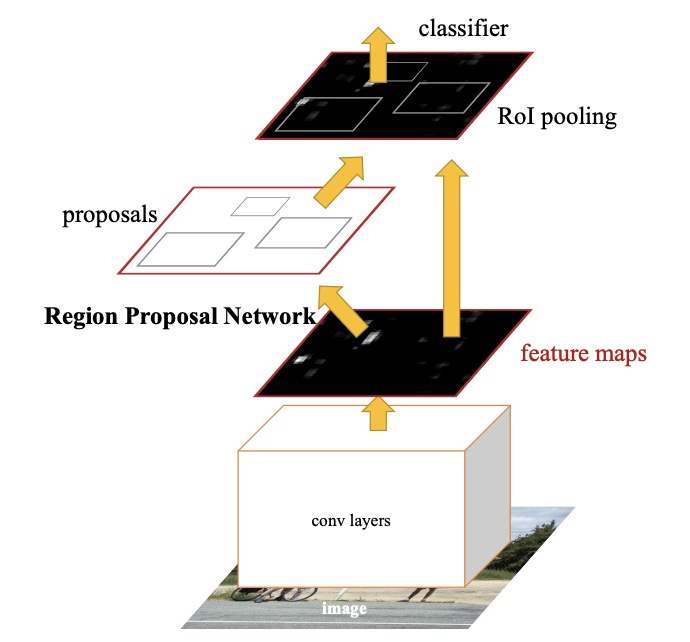 classifier
RoI pooling
proposals
Region Proposal Network
feature maps
conv layers
image